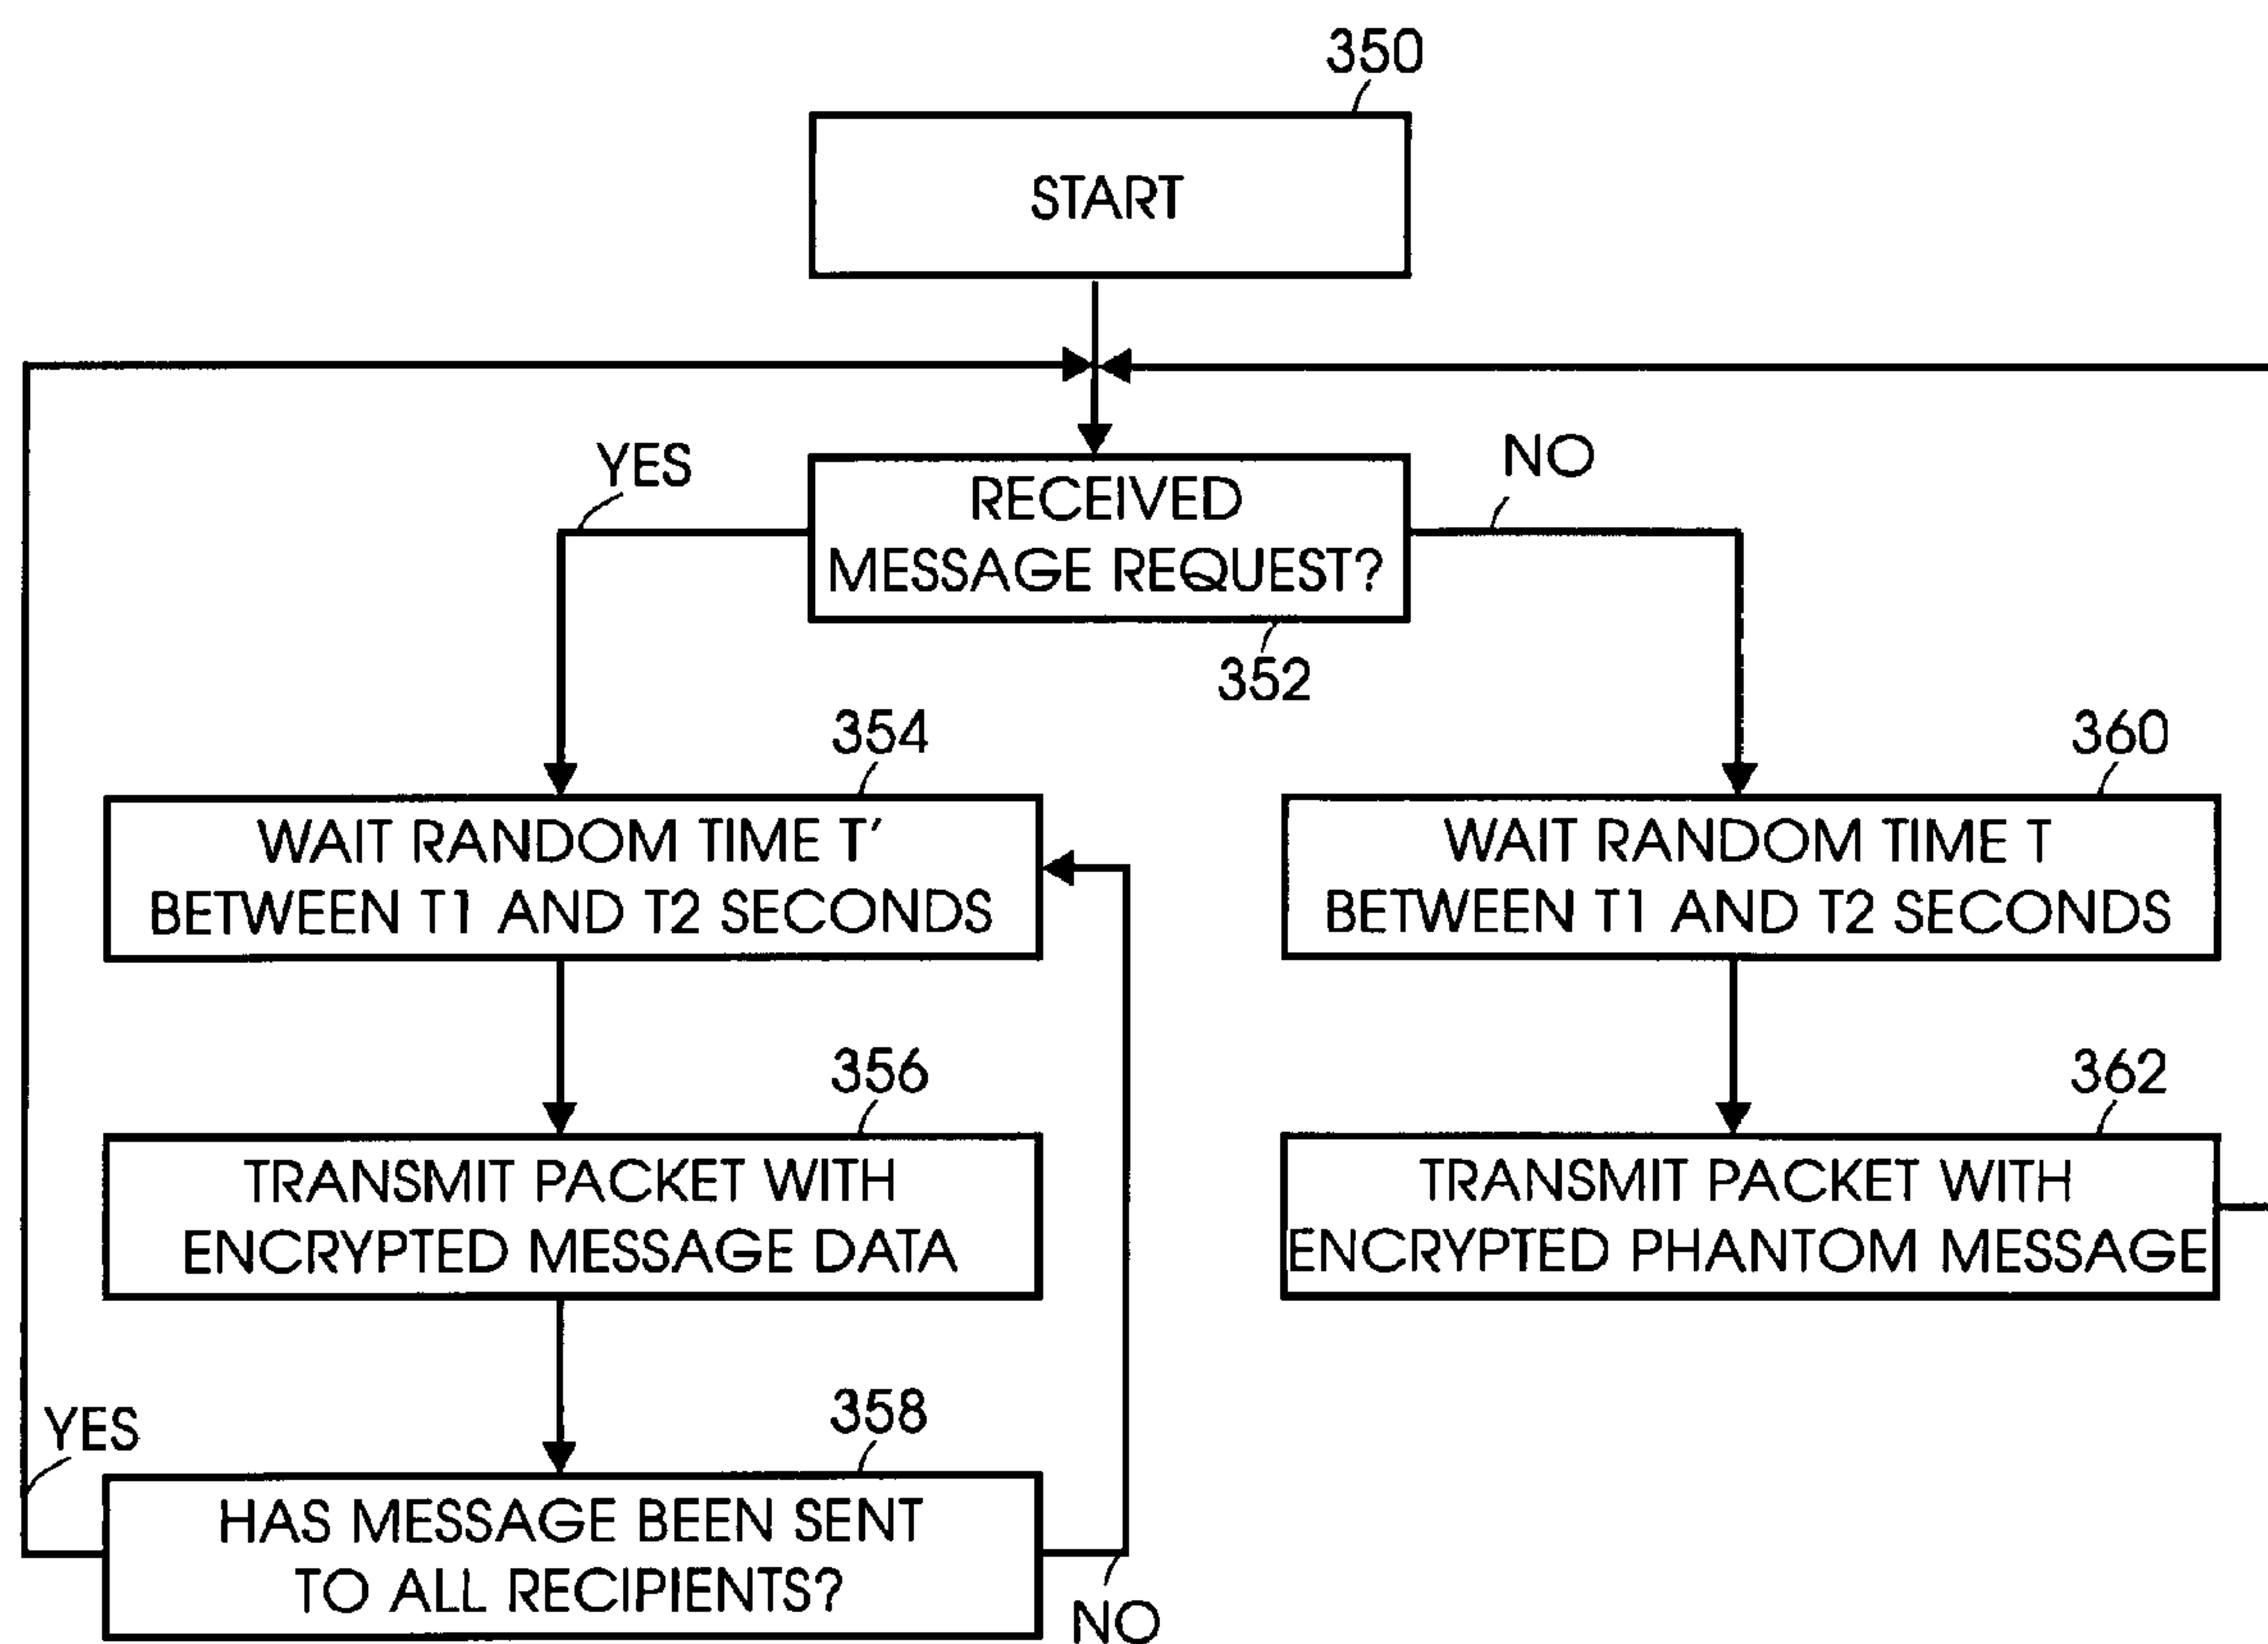 350
START
YES
NO
RECEIVED
MESSAGE REQUEST?
352
354
360
WAIT RANDOM TIME T'
BETWEEN T1 AND T2 SECONDS
WAIT RANDOM TIME T
BETWEEN T1 AND T2 SECONDS
356
362
TRANSMIT PACKET WITH
ENCRYPTED MESSAGE DATA
TRANSMIT PACKET WITH
ENCRYPTED PHANTOM MESSAGE
358
YES
HAS MESSAGE BEEN SENT
TO ALL RECIPIENTS?
NO